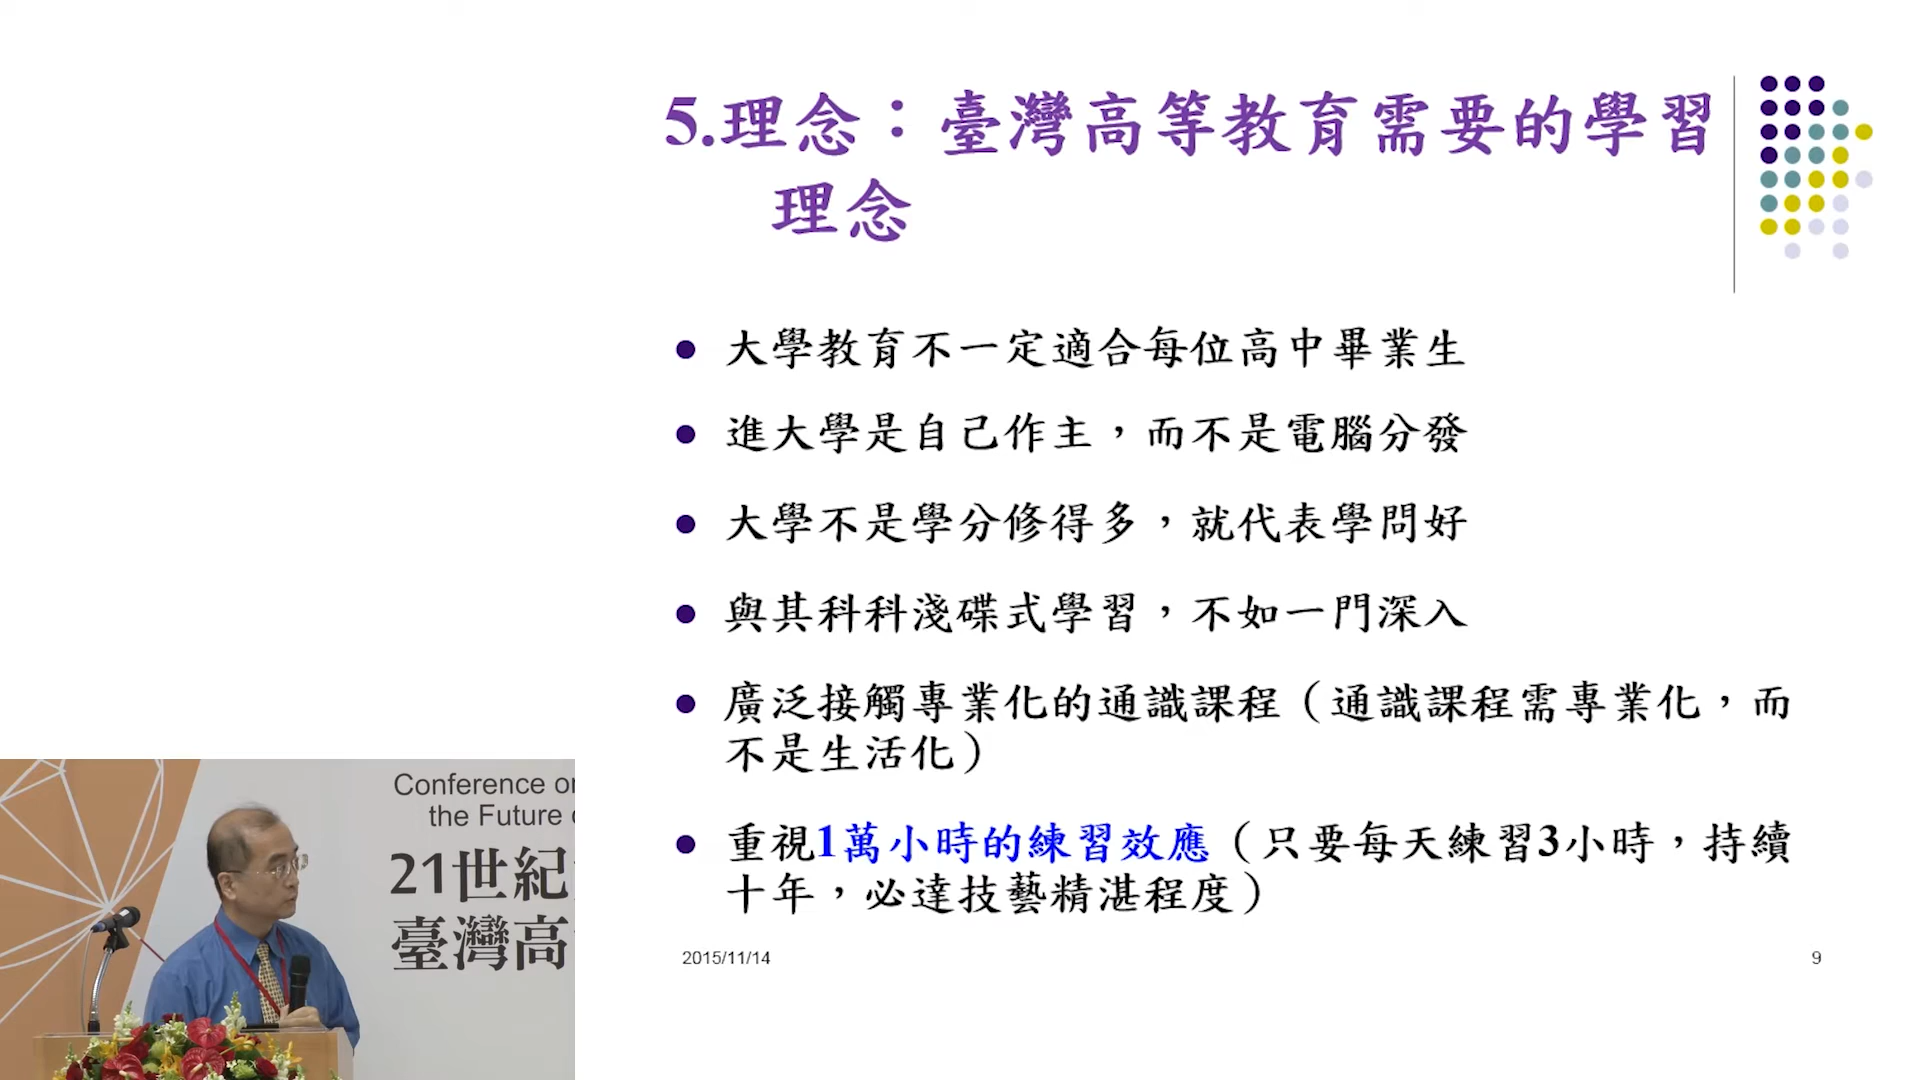 5.理念：臺灣高等教育需要的學習
理念
大學教育不一定適合每位高中畢業生
進大學是自己作主，而不是電腦分發
大學不是學分修得多，就代表學問好
與其科科淺碟式學習，不如一門深入
廣泛接觸專業化的通識課程（通識課程需專業化，而
不是生活化）
重視1萬小時的練習效應（只要每天練習3小時，持續
十年，必達技藝精湛程度）
2015/11/14
9
Conference on
the Future
21世紀
臺灣高